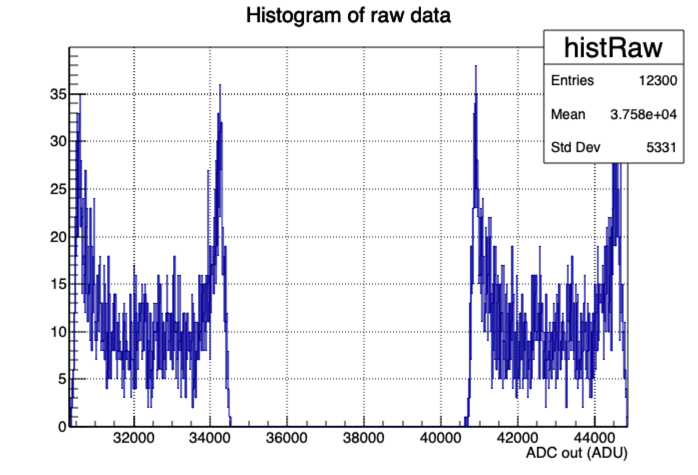 Histogram of raw data
histRaw
Entries 12300
Mean 3.758e+04
Std Dev 5331
35
30
25
20
15
10
5
0
32000 34000 36000 38000 40000 42000 44000
ADC out (ADU)